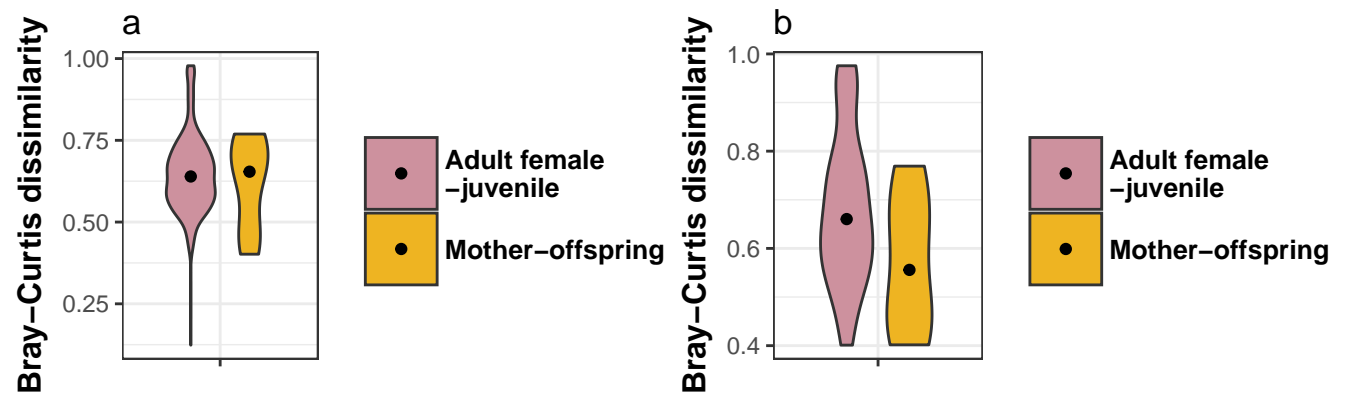 a
Bray−Curtis dissimilarity
1.00
0.75
0.50
0.25
Adult female
−juvenile
Mother−offspring
b
Bray−Curtis dissimilarity
1.0
0.8
0.6
0.4
Adult female
−juvenile
Mother−offspring